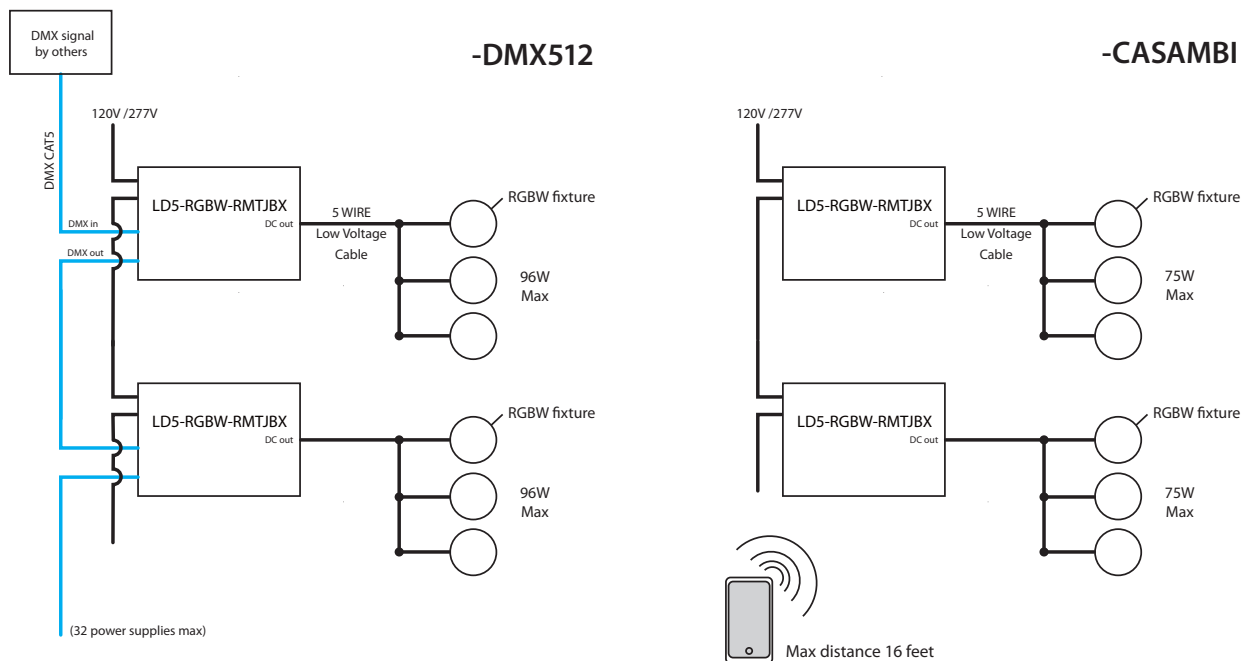 DMX signal
by others
-DMX512
120V /277V
DMX CAT5
LD5-RGBW-RMTJBX
DC out
DMX in
DMX out
5 WIRE
Low Voltage
Cable
RGBW fixture
96W
Max
LD5-RGBW-RMTJBX
DC out
RGBW fixture
96W
Max
(32 power supplies max)
-CASAMBI
120V /277V
LD5-RGBW-RMTJBX
DC out
5 WIRE
Low Voltage
Cable
RGBW fixture
75W
Max
LD5-RGBW-RMTJBX
DC out
RGBW fixture
75W
Max
Max distance 16 feet